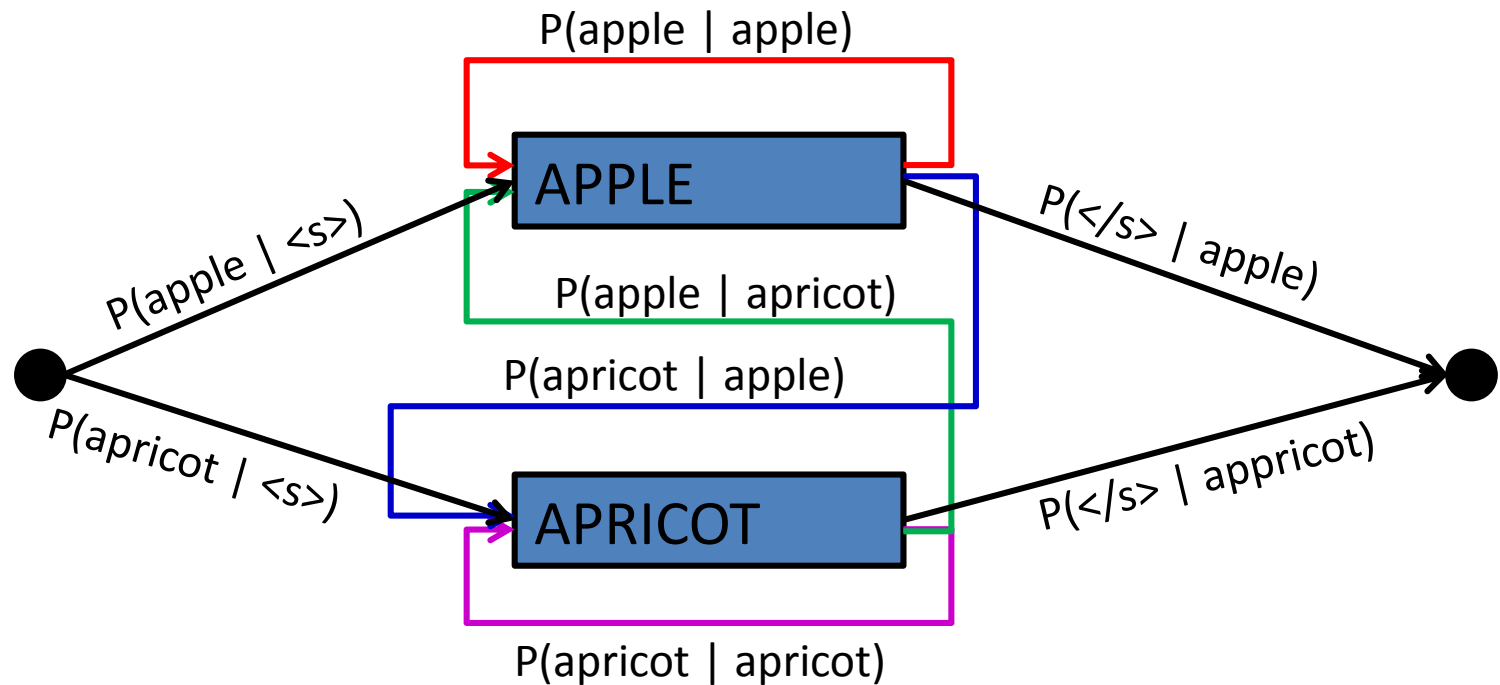 P(apple | apple)
APPLE
P(apple | <s>)
P(</s> | apple)
P(apple | apricot)
P(apricot | apple)
P(apricot | <s>)
P(</s> | appricot)
APRICOT
P(apricot | apricot)